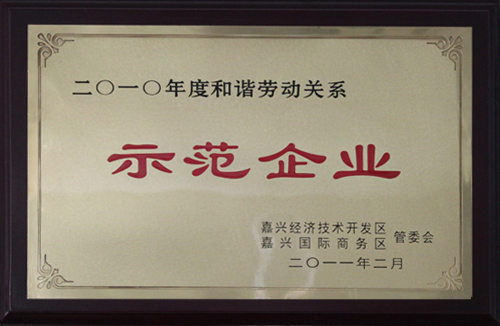 二〇一〇年度和谐劳动关系
示范企业
嘉兴经济技术开发区
嘉兴国际商务区 管委会
二〇一一年二月